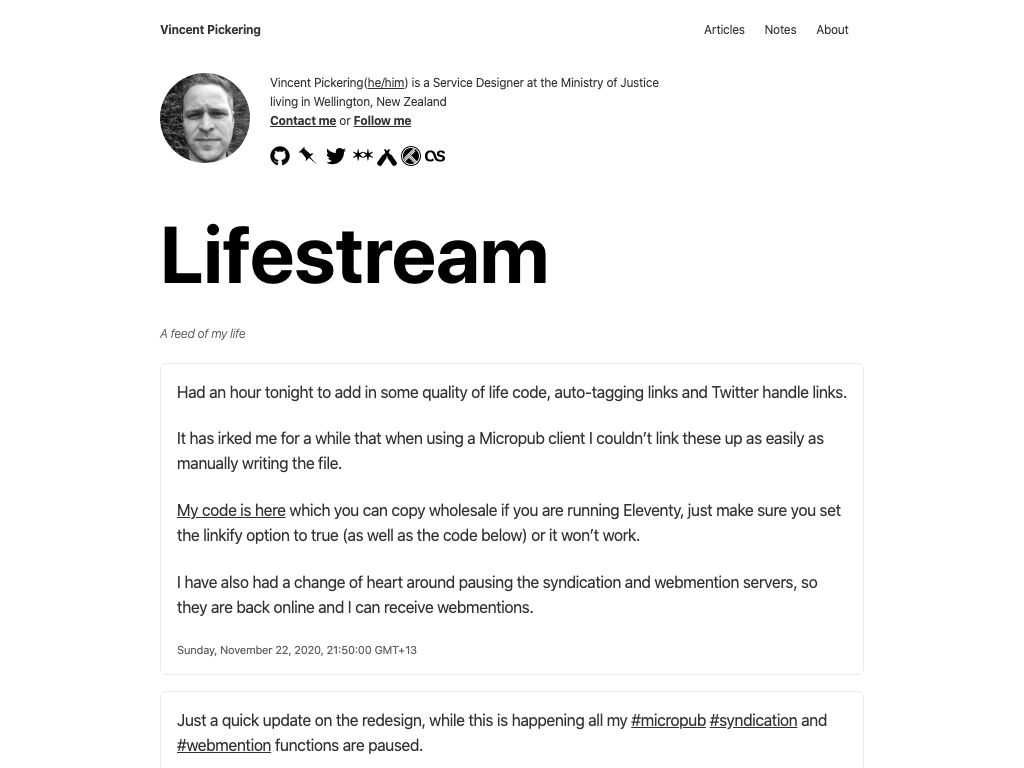 Vincent Pickering
Articles Notes About
Vincent Pickering(he/him) is a Service Designer at the Ministry of Justice
living in Wellington, New Zealand
Contact me or Follow me
Lifestream
A feed of my life
Had an hour tonight to add in some quality of life code, auto-tagging links and Twitter handle links.
It has irked me for a while that when using a Micropub client I couldn’t link these up as easily as
manually writing the file.
My code is here which you can copy wholesale if you are running Eleventy, just make sure you set
the linkify option to true (as well as the code below) or it won’t work.
I have also had a change of heart around pausing the syndication and webmention servers, so
they are back online and I can receive webmentions.
Sunday, November 22, 2020, 21:50:00 GMT+13
Just a quick update on the redesign, while this is happening all my #micropub #syndication and
#webmention functions are paused.